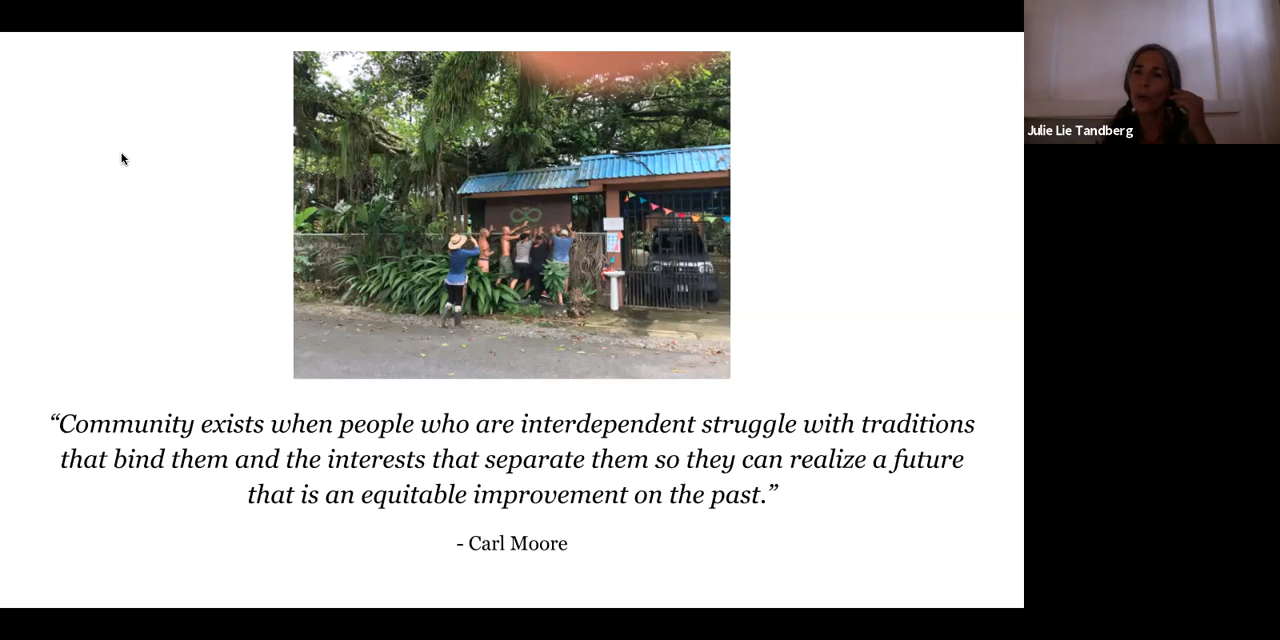 “Community exists when people who are interdependent struggle with traditions
that bind them and the interests that separate them so they can realize a future
that is an equitable improvement on the past.”
- Carl Moore
Julie Lie Tandberg